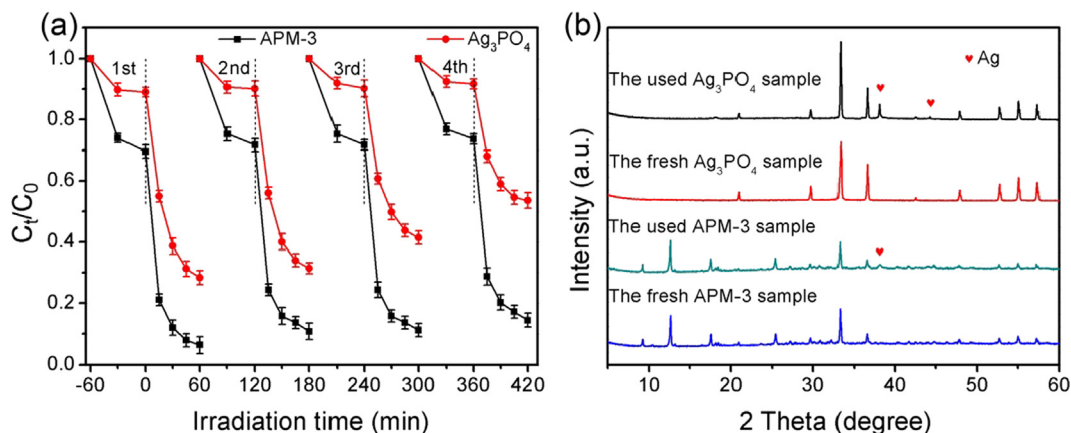 (a)
APM-3
Ag₃PO₄
1st
2nd
3rd
4th
1.0
0.8
0.6
0.4
0.2
0.0
Cₜ/C₀
-60 0 60 120 180 240 300 360 420
Irradiation time (min)
(b)
♥ Ag
The used Ag₃PO₄ sample
The fresh Ag₃PO₄ sample
The used APM-3 sample
The fresh APM-3 sample
Intensity (a.u.)
10 20 30 40 50 60
2 Theta (degree)